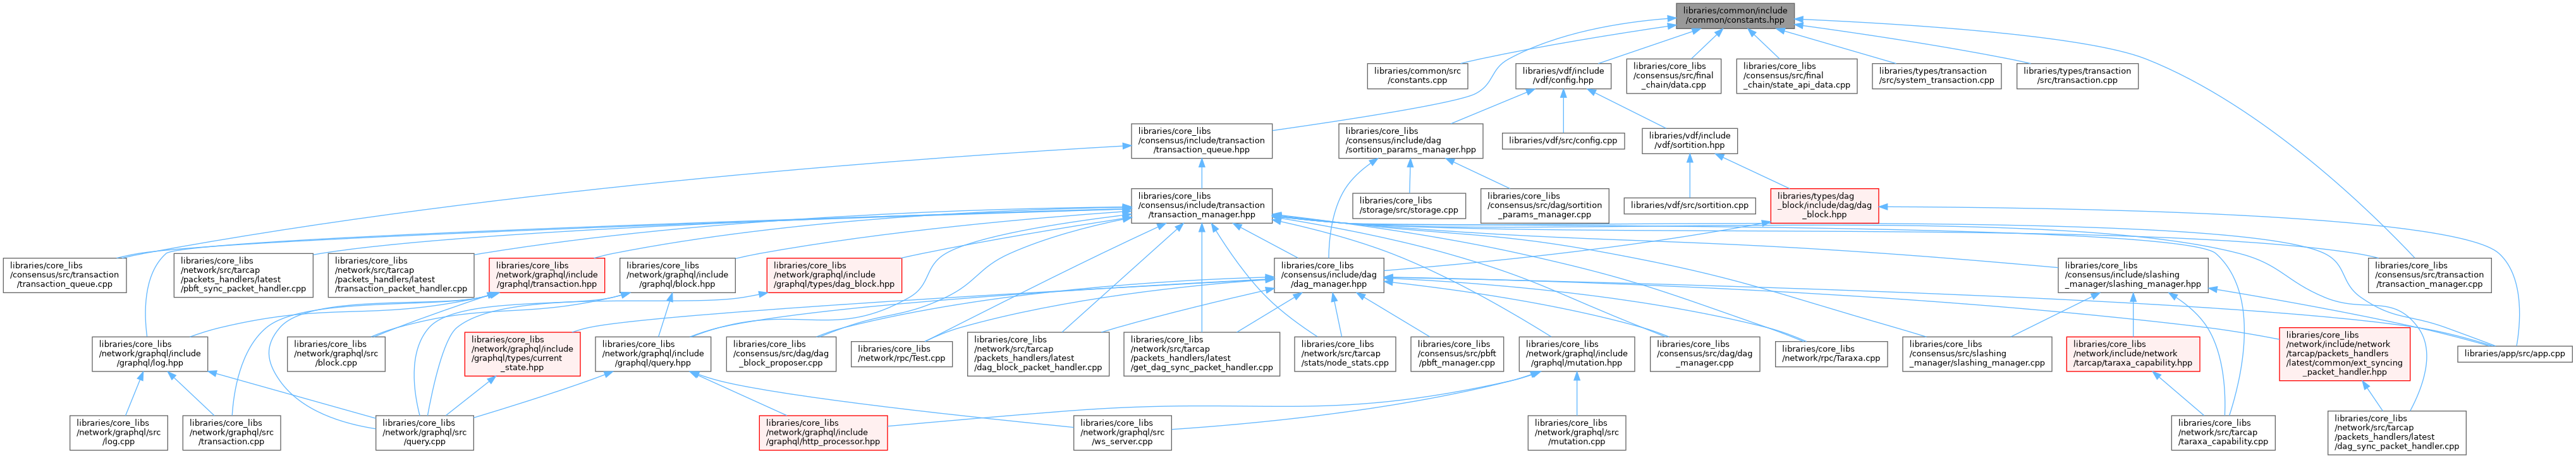 libraries/common/include
/common/constants.hpp
libraries/common/src
/constants.cpp
libraries/vdf/include
/vdf/config.hpp
libraries/core_libs
/consensus/src/final
_chain/data.cpp
libraries/core_libs
/consensus/src/final
_chain/state_api_data.cpp
libraries/types/transaction
/src/system_transaction.cpp
libraries/types/transaction
/src/transaction.cpp
libraries/core_libs
/consensus/include/transaction
/transaction_queue.hpp
libraries/core_libs
/consensus/include/dag
/sortition_params_manager.hpp
libraries/vdf/src/config.cpp
libraries/vdf/include
/vdf/sortition.hpp
libraries/core_libs
/consensus/include/transaction
/transaction_manager.hpp
libraries/core_libs
/storage/src/storage.cpp
libraries/core_libs
/consensus/src/dag/sortition
_params_manager.cpp
libraries/vdf/src/sortition.cpp
libraries/types/dag
_block/include/dag/dag
_block.hpp
libraries/core_libs
/consensus/src/transaction
/transaction_queue.cpp
libraries/core_libs
/network/src/tarcap
/packets_handlers/latest
/pbft_sync_packet_handler.cpp
libraries/core_libs
/network/src/tarcap
/packets_handlers/latest
/transaction_packet_handler.cpp
libraries/core_libs
/network/graphql/include
/graphql/transaction.hpp
libraries/core_libs
/network/graphql/include
/graphql/block.hpp
libraries/core_libs
/network/graphql/include
/graphql/types/dag_block.hpp
libraries/core_libs
/consensus/include/dag
/dag_manager.hpp
libraries/core_libs
/consensus/include/slashing
_manager/slashing_manager.hpp
libraries/core_libs
/consensus/src/transaction
/transaction_manager.cpp
libraries/core_libs
/network/graphql/include
/graphql/log.hpp
libraries/core_libs
/network/graphql/src
/block.cpp
libraries/core_libs
/network/graphql/include
/graphql/types/current
_state.hpp
libraries/core_libs
/network/graphql/include
/graphql/query.hpp
libraries/core_libs
/consensus/src/dag/dag
_block_proposer.cpp
libraries/core_libs
/network/rpc/Test.cpp
libraries/core_libs
/network/src/tarcap
/packets_handlers/latest
/dag_block_packet_handler.cpp
libraries/core_libs
/network/src/tarcap
/packets_handlers/latest
/get_dag_sync_packet_handler.cpp
libraries/core_libs
/network/src/tarcap
/stats/node_stats.cpp
libraries/core_libs
/consensus/src/pbft
/pbft_manager.cpp
libraries/core_libs
/network/graphql/include
/graphql/mutation.hpp
libraries/core_libs
/consensus/src/dag/dag
_manager.cpp
libraries/core_libs
/network/rpc/Taraxa.cpp
libraries/core_libs
/consensus/src/slashing
_manager/slashing_manager.cpp
libraries/core_libs
/network/include/network
/tarcap/taraxa_capability.hpp
libraries/core_libs
/network/include/network
/tarcap/packets_handlers
/latest/common/ext_syncing
_packet_handler.hpp
libraries/app/src/app.cpp
libraries/core_libs
/network/graphql/src
/log.cpp
libraries/core_libs
/network/graphql/src
/transaction.cpp
libraries/core_libs
/network/graphql/src
/query.cpp
libraries/core_libs
/network/graphql/include
/graphql/http_processor.hpp
libraries/core_libs
/network/graphql/src
/ws_server.cpp
libraries/core_libs
/network/graphql/src
/mutation.cpp
libraries/core_libs
/network/src/tarcap
/taraxa_capability.cpp
libraries/core_libs
/network/src/tarcap
/packets_handlers/latest
/dag_sync_packet_handler.cpp